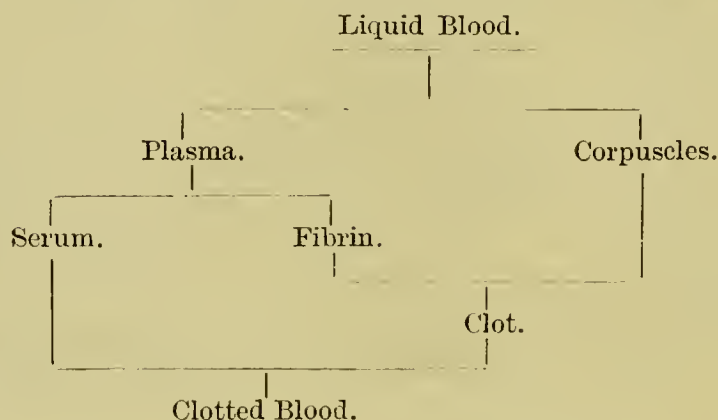 Liquid Blood.
Plasma. Corpuscles.
Serum. Fibrin.
Clot.
Clotted Blood.